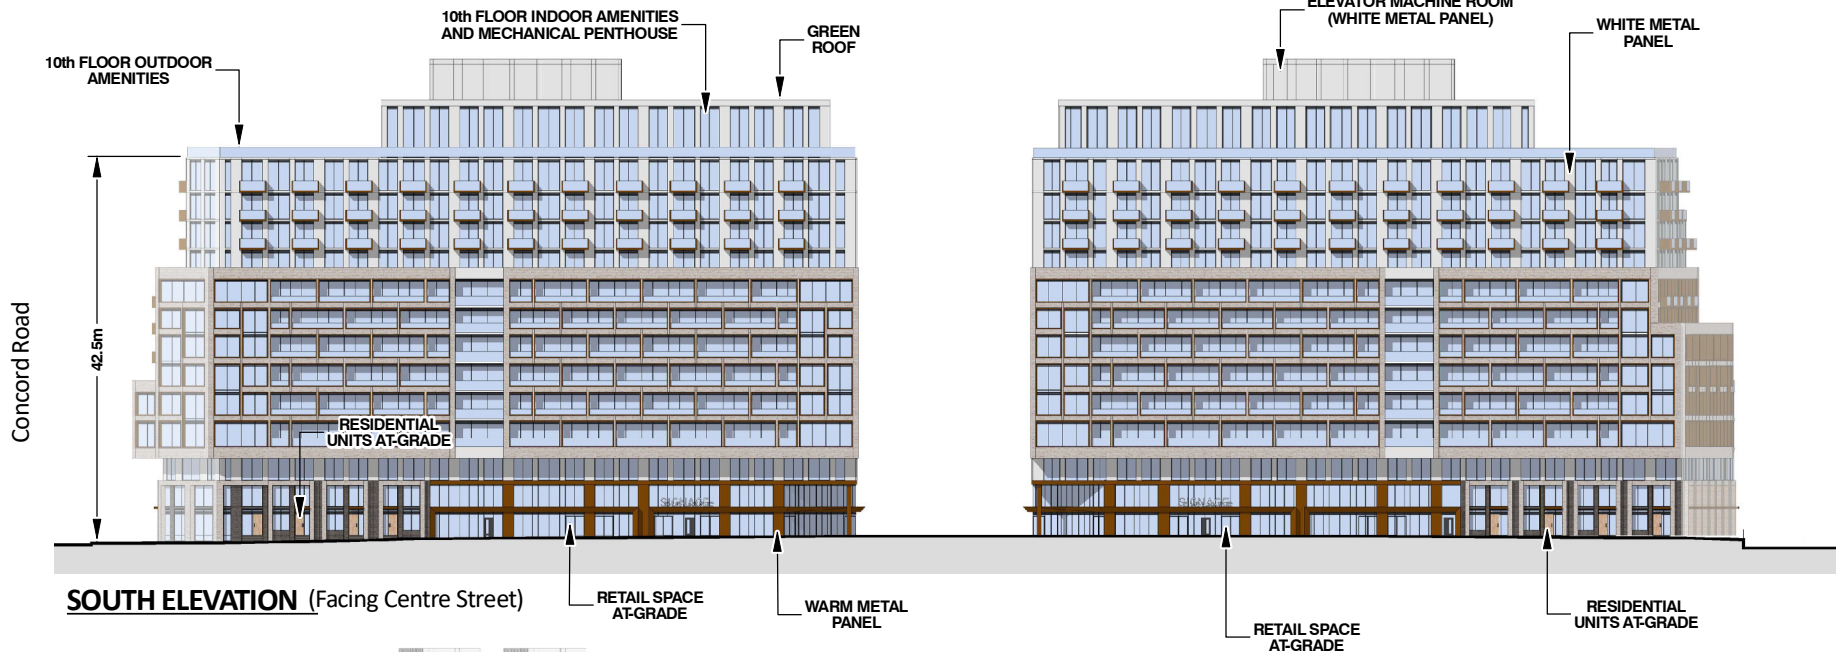 ELEVATOR MACHINE ROOM
(WHITE METAL PANEL)
10th FLOOR INDOOR AMENITIES
AND MECHANICAL PENTHOUSE
GREEN
ROOF
WHITE METAL
PANEL
10th FLOOR OUTDOOR
AMENITIES
Concord Road
42.5m
RESIDENTIAL
UNITS AT-GRADE
SIGNAGE
SIGNAGE
SOUTH ELEVATION (Facing Centre Street)
RETAIL SPACE
AT-GRADE
WARM METAL
PANEL
RETAIL SPACE
AT-GRADE
RESIDENTIAL
UNITS AT-GRADE